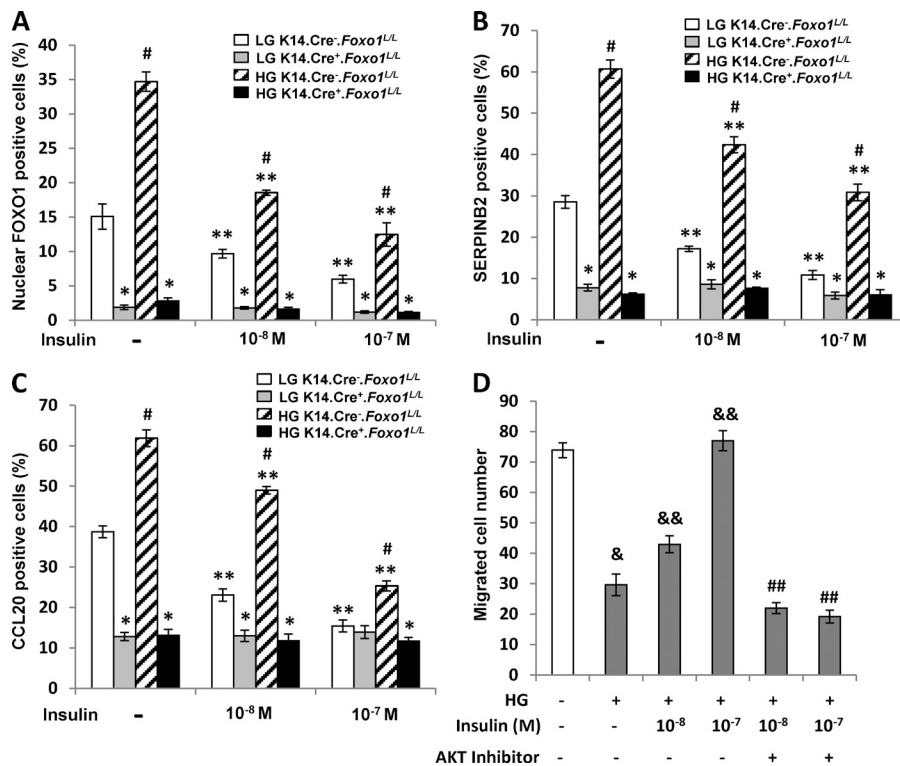 A
LG K14.Cre⁻.Foxo1ᴸ/ᴸ
LG K14.Cre⁺.Foxo1ᴸ/ᴸ
HG K14.Cre⁻.Foxo1ᴸ/ᴸ
HG K14.Cre⁺.Foxo1ᴸ/ᴸ
Nuclear FOXO1 positive cells (%)
40
35
30
25
20
15
10
5
0
#
* *
** # ** * *
** # ** * *
Insulin - 10⁻⁸ M 10⁻⁷ M
B
LG K14.Cre⁻.Foxo1ᴸ/ᴸ
LG K14.Cre⁺.Foxo1ᴸ/ᴸ
HG K14.Cre⁻.Foxo1ᴸ/ᴸ
HG K14.Cre⁺.Foxo1ᴸ/ᴸ
SERPINB2 positive cells (%)
70
60
50
40
30
20
10
0
#
* *
** # ** * *
** # ** * *
Insulin - 10⁻⁸ M 10⁻⁷ M
C
LG K14.Cre⁻.Foxo1ᴸ/ᴸ
LG K14.Cre⁺.Foxo1ᴸ/ᴸ
HG K14.Cre⁻.Foxo1ᴸ/ᴸ
HG K14.Cre⁺.Foxo1ᴸ/ᴸ
CCL20 positive cells (%)
70
60
50
40
30
20
10
0
#
* *
** # ** * *
** # ** *
Insulin - 10⁻⁸ M 10⁻⁷ M
D
Migrated cell number
90
80
70
60
50
40
30
20
10
0
& && && ## ##
HG - + + + + +
Insulin (M) - - 10⁻⁸ 10⁻⁷ 10⁻⁸ 10⁻⁷
AKT Inhibitor - - - - + +